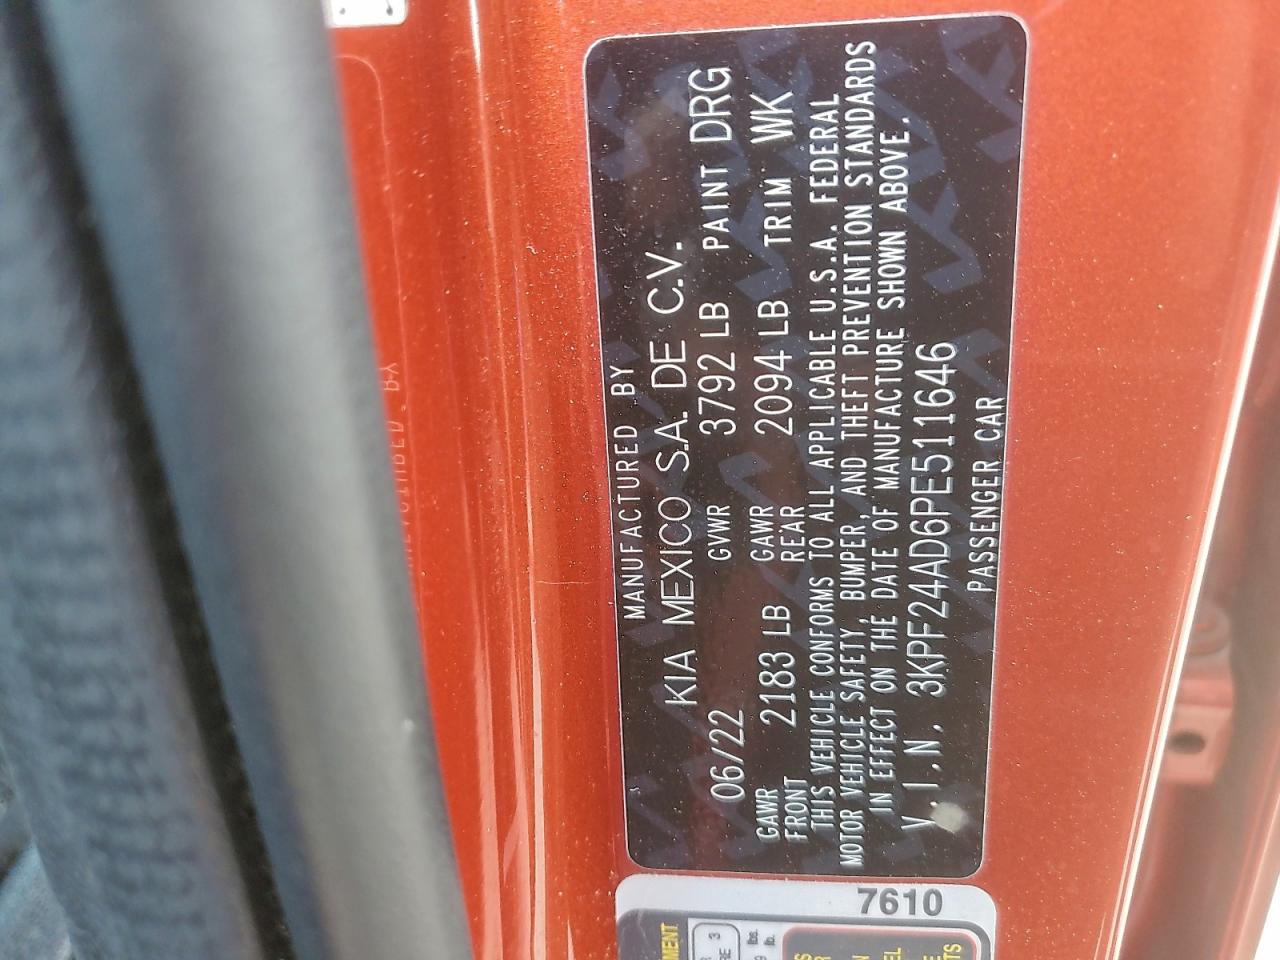 MANUFACTURED BY
KIA MEXICO S.A. DE C.V.
06/22 GVWR 3792 LB PAINT DRG
GAWR FRONT 2183 LB GAWR REAR 2094 LB TRIM WK
THIS VEHICLE CONFORMS TO ALL APPLICABLE U.S.A. FEDERAL
MOTOR VEHICLE SAFETY, BUMPER, AND THEFT PREVENTION STANDARDS
IN EFFECT ON THE DATE OF MANUFACTURE SHOWN ABOVE.
V.I.N. 3KPF24AD6PE511646
PASSENGER CAR
7610